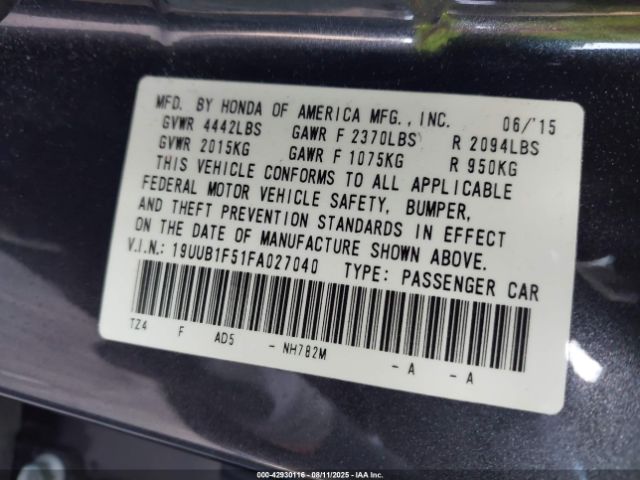 MFD. BY HONDA OF AMERICA MFG., INC. 06/'15
GVWR 4442LBS GAWR F 2370LBS R 2094LBS
GVWR 2015KG GAWR F 1075KG R 950KG
THIS VEHICLE CONFORMS TO ALL APPLICABLE
FEDERAL MOTOR VEHICLE SAFETY, BUMPER,
AND THEFT PREVENTION STANDARDS IN EFFECT
ON THE DATE OF MANUFACTURE SHOWN ABOVE.
V.I.N.: 19UUB1F51FA027040 TYPE: PASSENGER CAR
TZ4 F AD5 - NH782M - A - A
000-42930116 - 08/11/2025 - IAAI.com